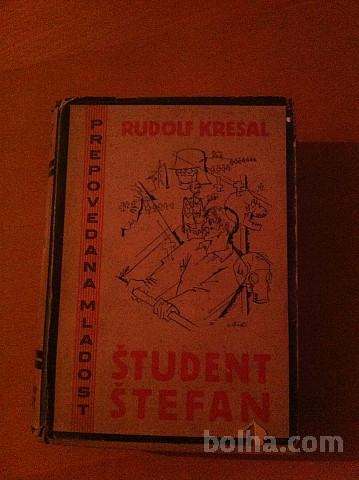 RUDOLF KRESAL
PREPOVEDANA MLADOST
ŠTUDENT
ŠTEFAN
bolha.com